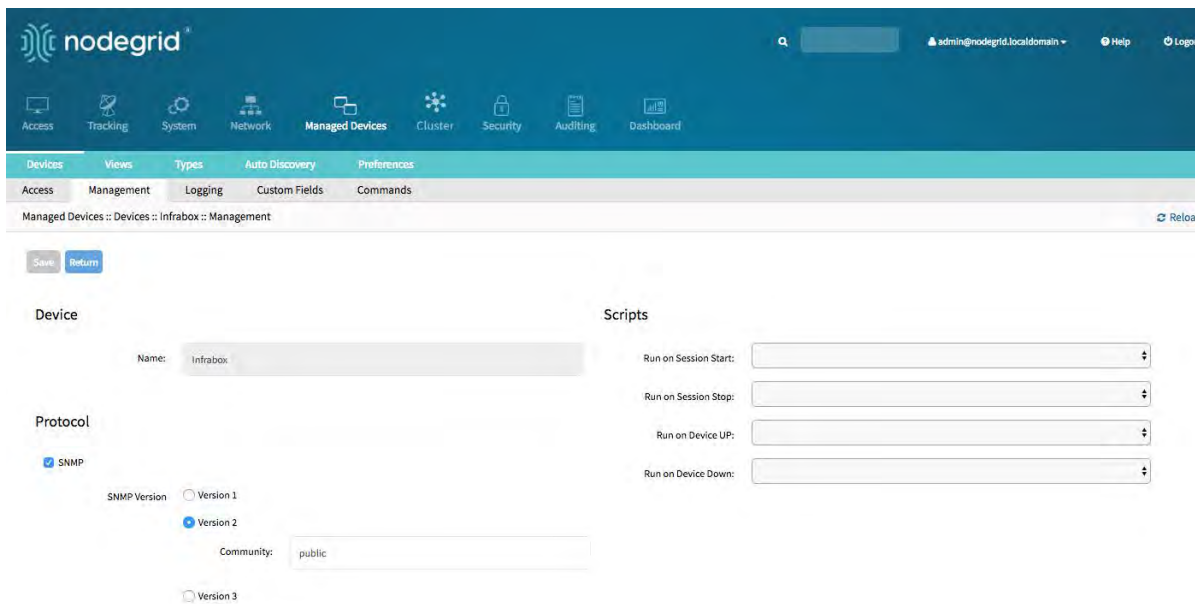 nodegrid®
admin@nodegrid.localdomain Help Logo
Access Tracking System Network Managed Devices Cluster Security Auditing Dashboard
Devices Views Types Auto Discovery Preferences
Access Management Logging Custom Fields Commands
Managed Devices :: Devices :: Infrabox :: Management Reloa
Save Return
Device
Name: Infrabox
Protocol
SNMP
SNMP Version Version 1
Version 2
Community: public
Version 3
Scripts
Run on Session Start:
Run on Session Stop:
Run on Device UP:
Run on Device Down: